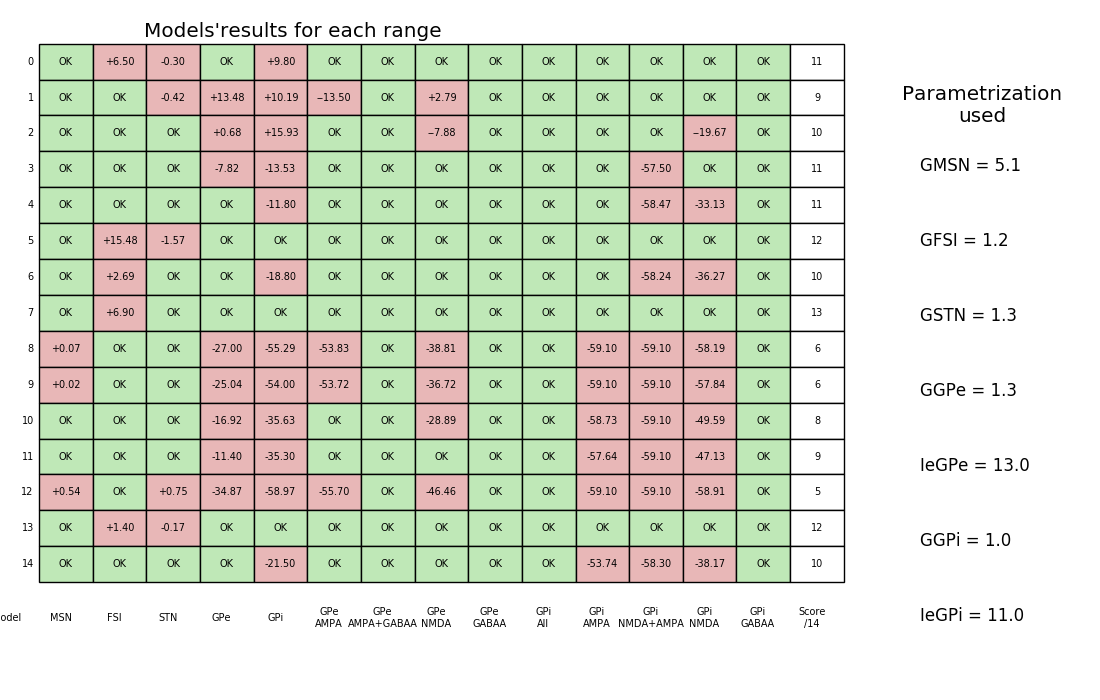 Models'results for each range
0 OK +6.50 -0.30 OK +9.80 OK OK OK OK OK OK OK OK OK 11
1 OK OK -0.42 +13.48 +10.19 --13.50 OK +2.79 OK OK OK OK OK OK 9
2 OK OK OK +0.68 +15.93 OK OK --7.88 OK OK OK OK --19.67 OK 10
3 OK OK OK -7.82 -13.53 OK OK OK OK OK OK -57.50 OK OK 11
4 OK OK OK OK -11.80 OK OK OK OK OK OK -58.47 -33.13 OK 11
5 OK +15.48 -1.57 OK OK OK OK OK OK OK OK OK OK OK 12
6 OK +2.69 OK OK -18.80 OK OK OK OK OK OK -58.24 -36.27 OK 10
7 OK +6.90 OK OK OK OK OK OK OK OK OK OK OK OK 13
8 +0.07 OK OK -27.00 -55.29 -53.83 OK -38.81 OK OK -59.10 -59.10 -58.19 OK 6
9 +0.02 OK OK -25.04 -54.00 -53.72 OK -36.72 OK OK -59.10 -59.10 -57.84 OK 6
10 OK OK OK -16.92 -35.63 OK OK -28.89 OK OK -58.73 -59.10 -49.59 OK 8
11 OK OK OK -11.40 -35.30 OK OK OK OK OK -57.64 -59.10 -47.13 OK 9
12 +0.54 OK +0.75 -34.87 -58.97 -55.70 OK -46.46 OK OK -59.10 -59.10 -58.91 OK 5
13 OK +1.40 -0.17 OK OK OK OK OK OK OK OK OK OK OK 12
14 OK OK OK OK -21.50 OK OK OK OK OK -53.74 -58.30 -38.17 OK 10
odel MSN FSI STN GPe GPi GPe AMPA GPe AMPA+GABAA GPe NMDA GPe GABAA GPi All GPi AMPA GPi NMDA+AMPA GPi NMDA GPi GABAA Score /14
Parametrization
used
GMSN = 5.1
GFSI = 1.2
GSTN = 1.3
GGPe = 1.3
IeGPe = 13.0
GGPi = 1.0
IeGPi = 11.0